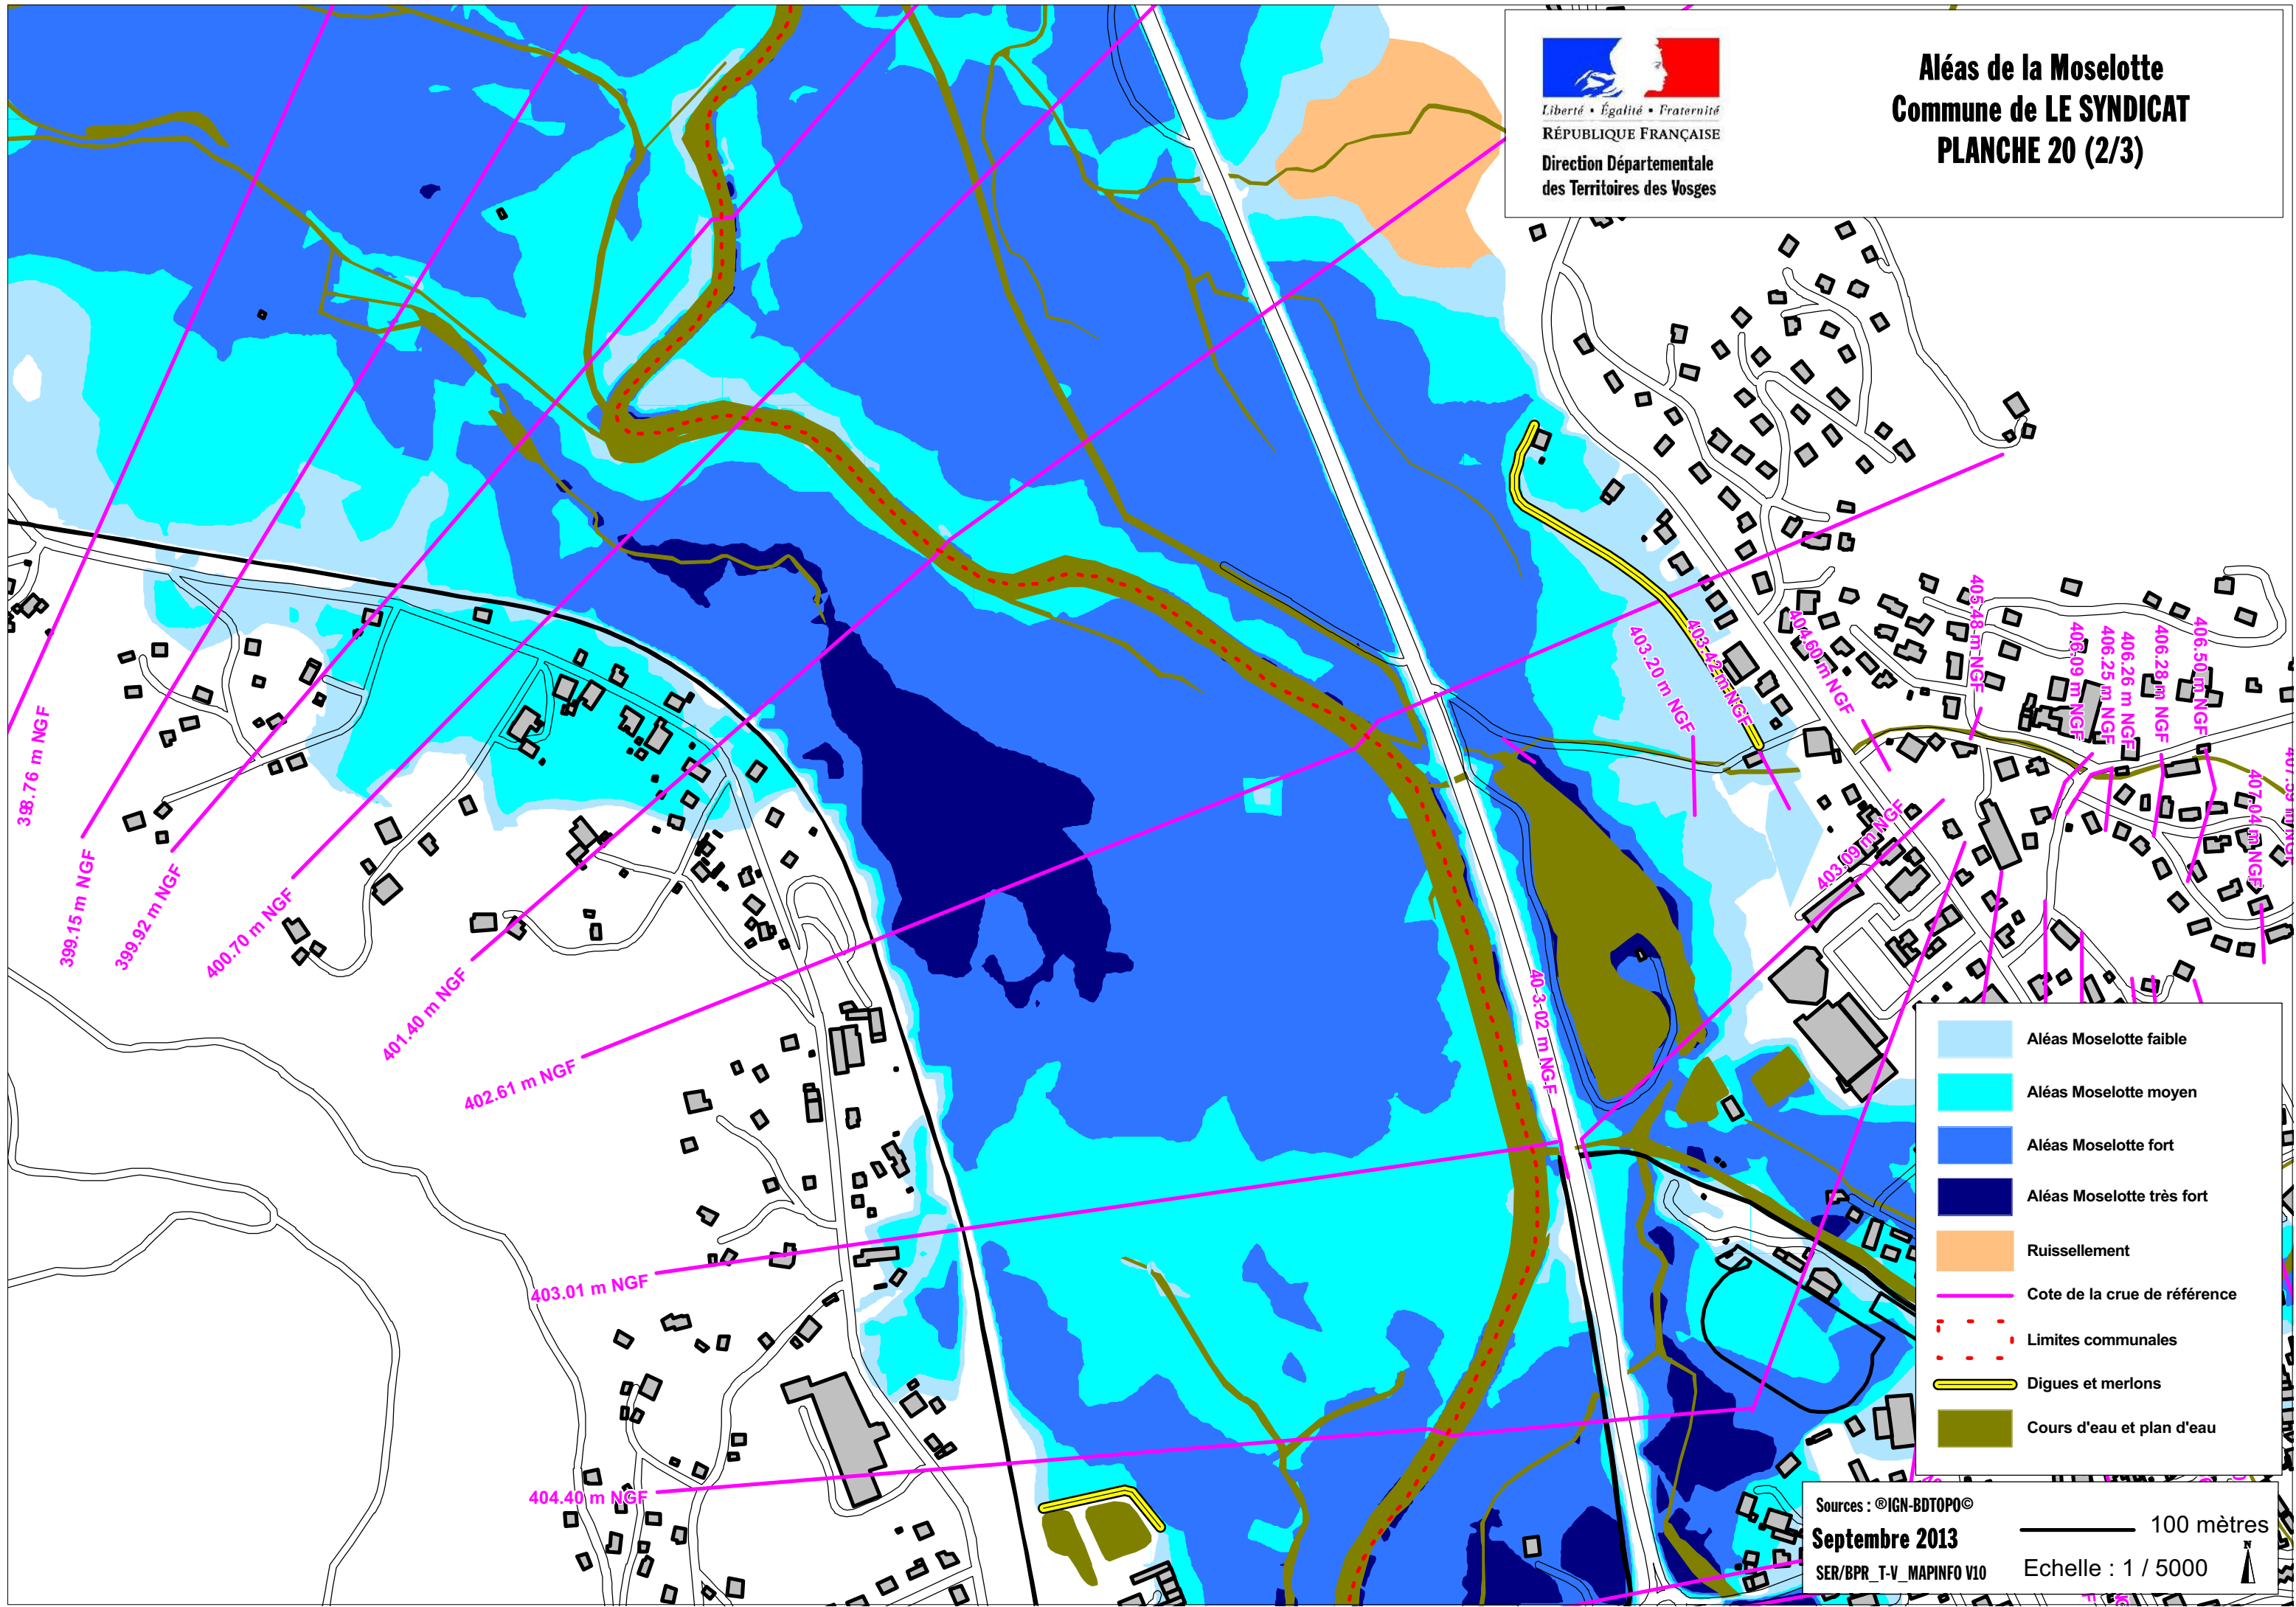 Liberté • Égalité • Fraternité
RÉPUBLIQUE FRANÇAISE
Direction Départementale
des Territoires des Vosges
Aléas de la Moselotte
Commune de LE SYNDICAT
PLANCHE 20 (2/3)
398.76 m NGF
399.15 m NGF
399.92 m NGF
400.70 m NGF
401.40 m NGF
402.61 m NGF
403.01 m NGF
404.40 m NGF
403.02 m NGF
403.20 m NGF
403.42 m NGF
404.60 m NGF
405.48 m NGF
406.09 m NGF
406.25 m NGF
406.26 m NGF
406.28 m NGF
406.50 m NGF
407.04 m NGF
403.09 m NGF
Aléas Moselotte faible
Aléas Moselotte moyen
Aléas Moselotte fort
Aléas Moselotte très fort
Ruissellement
Cote de la crue de référence
Limites communales
Digues et merlons
Cours d'eau et plan d'eau
Sources : ®IGN-BDTOPO©
Septembre 2013
SER/BPR_T-V_MAPINFO V10
100 mètres
Echelle : 1 / 5000
N